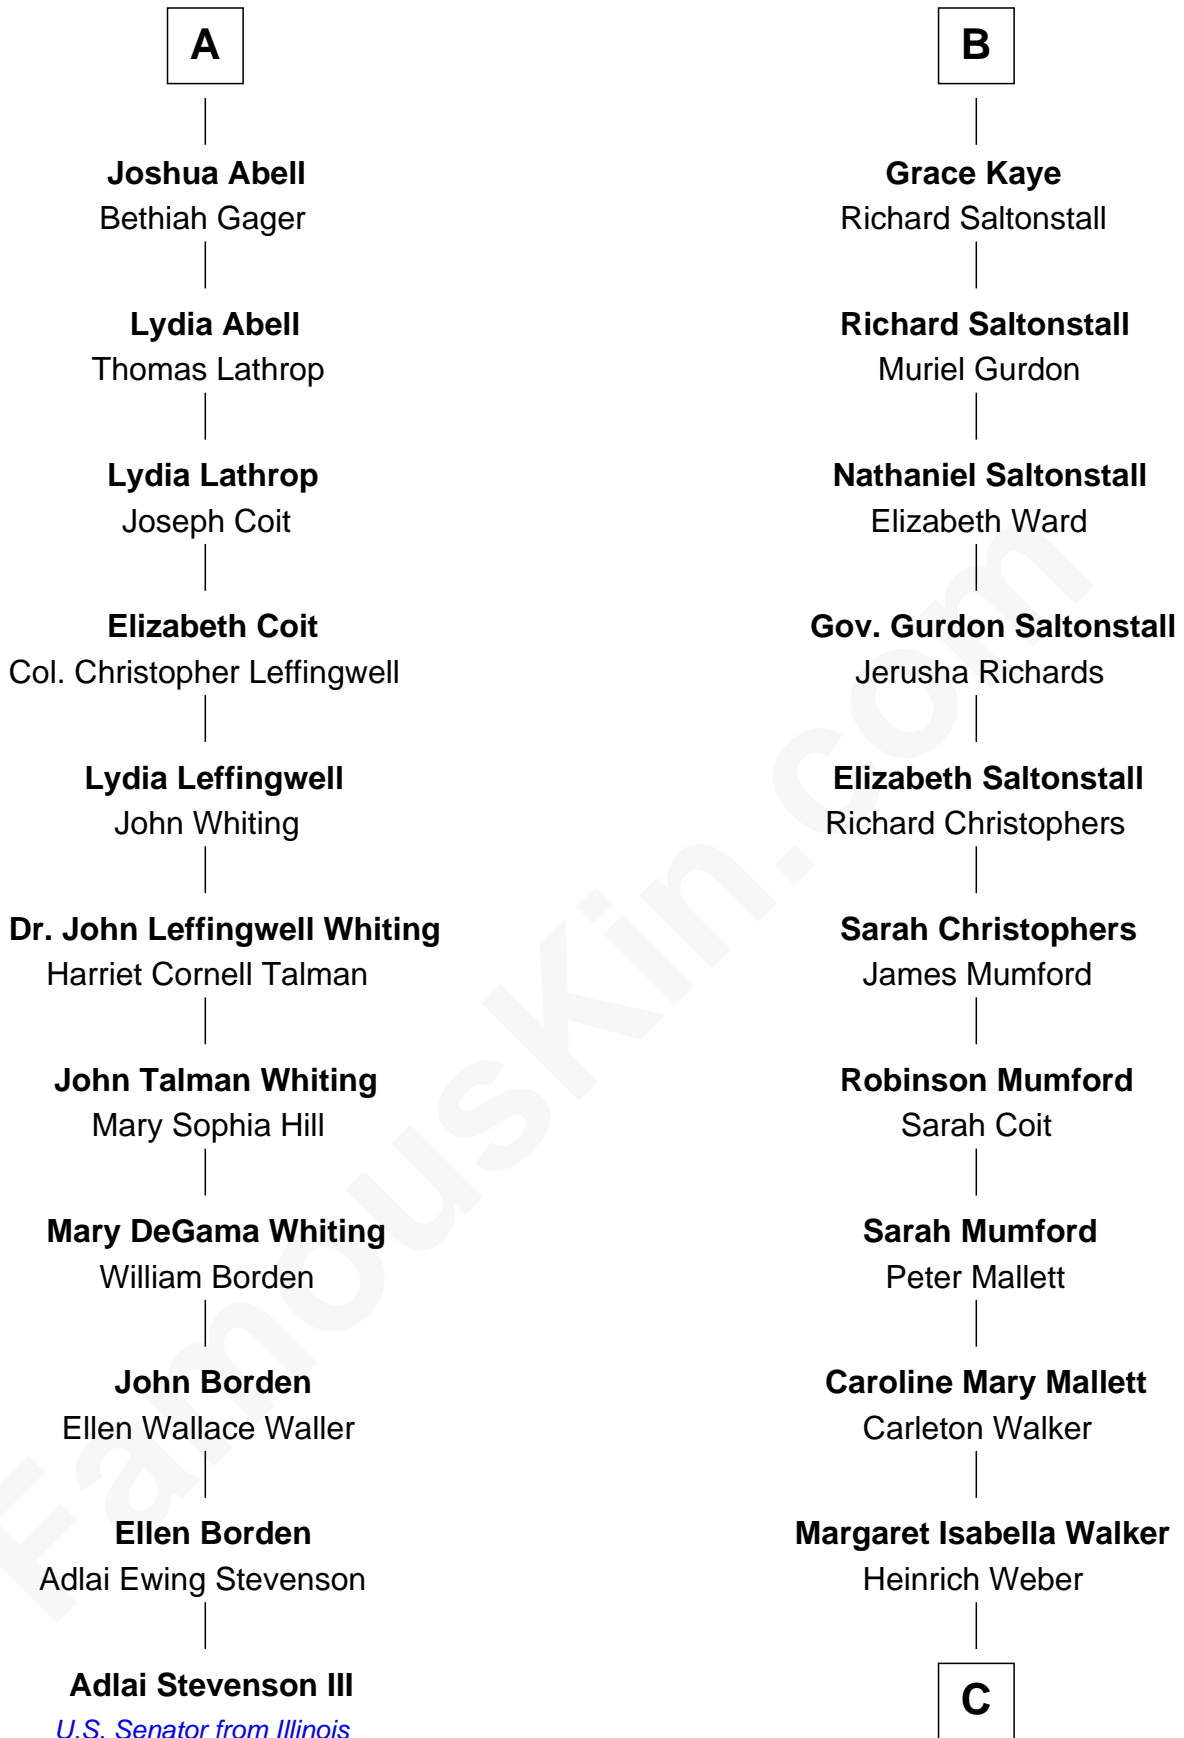 A
Joshua Abell
Bethiah Gager
Lydia Abell
Thomas Lathrop
Lydia Lathrop
Joseph Coit
Elizabeth Coit
Col. Christopher Leffingwell
Lydia Leffingwell
John Whiting
Dr. John Leffingwell Whiting
Harriet Cornell Talman
John Talman Whiting
Mary Sophia Hill
Mary DeGama Whiting
William Borden
John Borden
Ellen Wallace Waller
Ellen Borden
Adlai Ewing Stevenson
Adlai Stevenson III
U.S. Senator from Illinois
B
Grace Kaye
Richard Saltonstall
Richard Saltonstall
Muriel Gurdon
Nathaniel Saltonstall
Elizabeth Ward
Gov. Gurdon Saltonstall
Jerusha Richards
Elizabeth Saltonstall
Richard Christophers
Sarah Christophers
James Mumford
Robinson Mumford
Sarah Coit
Sarah Mumford
Peter Mallett
Caroline Mary Mallett
Carleton Walker
Margaret Isabella Walker
Heinrich Weber
C
FamousKin.com